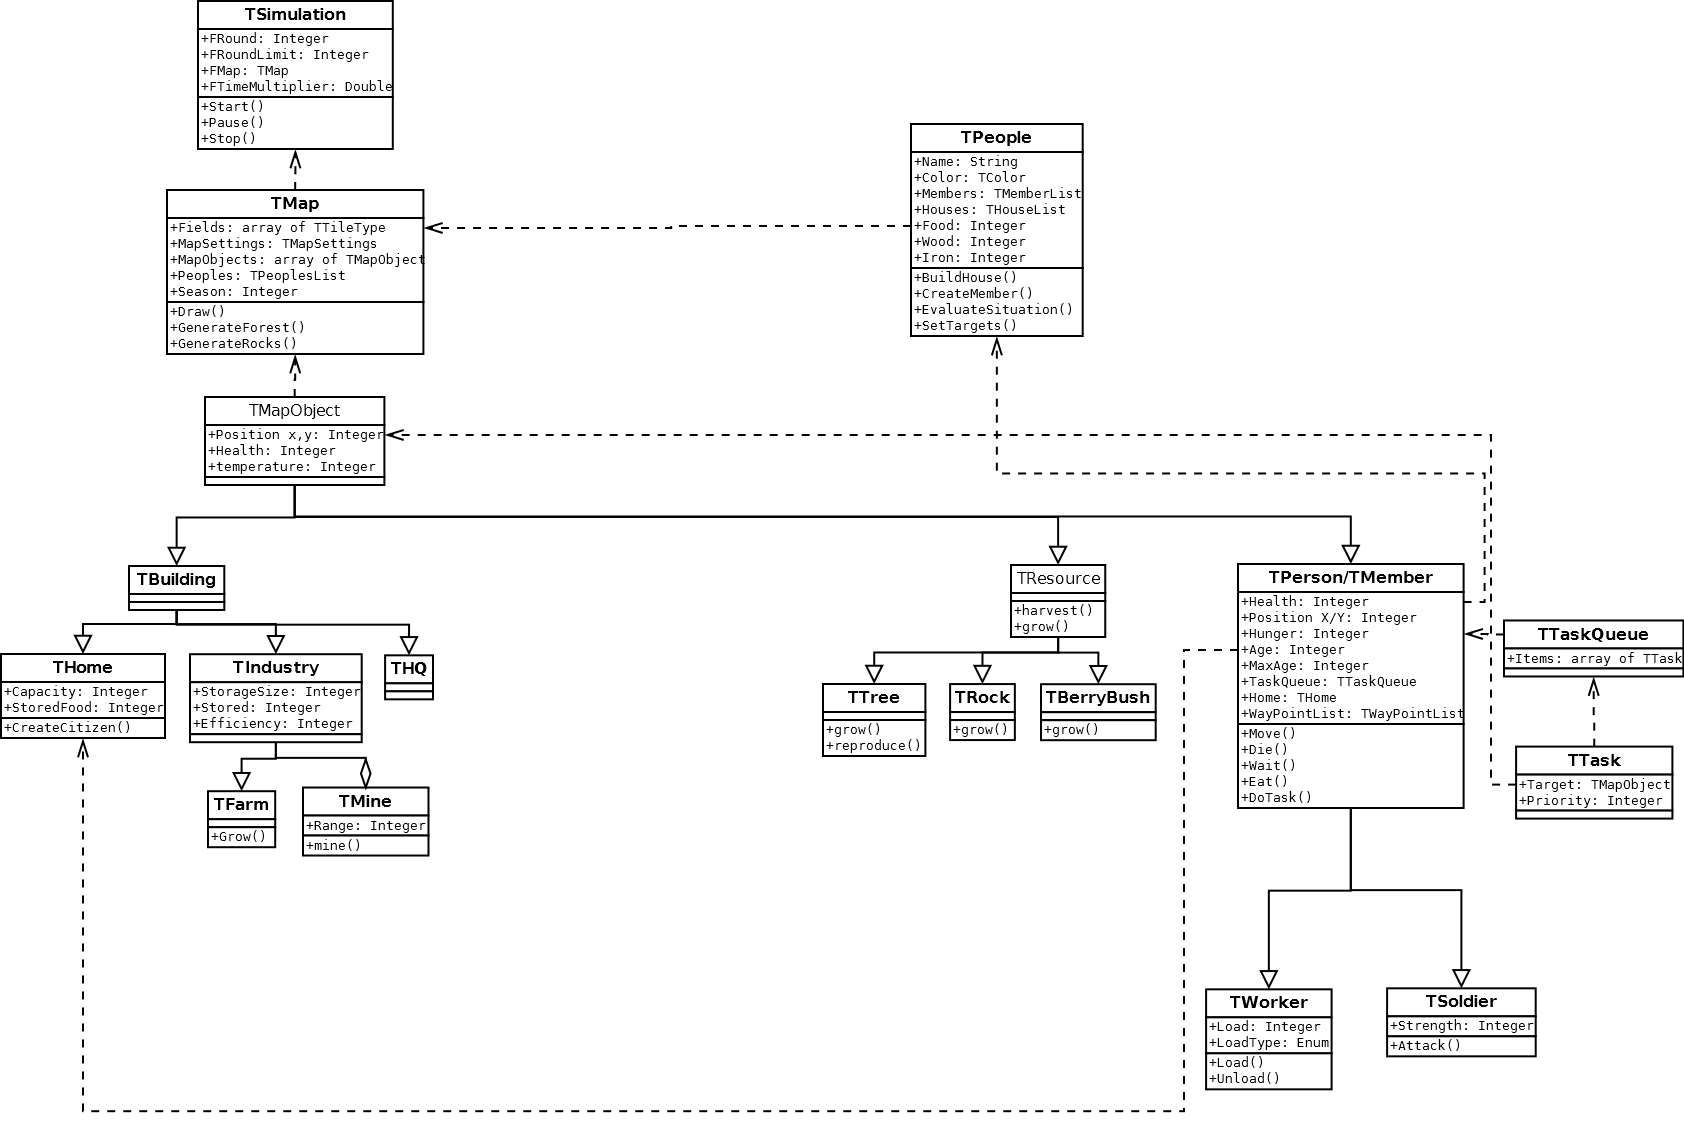 TSimulation
+FRound: Integer
+FRoundLimit: Integer
+FMap: TMap
+FTimeMultiplier: Double
+Start()
+Pause()
+Stop()
TPeople
+Name: String
+Color: TColor
+Members: TMemberList
+Houses: THouseList
+Food: Integer
+Wood: Integer
+Iron: Integer
+BuildHouse()
+CreateMember()
+EvaluateSituation()
+SetTargets()
TMap
+Fields: array of TTileType
+MapSettings: TMapSettings
+MapObjects: array of TMapObject
+Peoples: TPeoplesList
+Season: Integer
+Draw()
+GenerateForest()
+GenerateRocks()
TMapObject
+Position x,y: Integer
+Health: Integer
+temperature: Integer
TBuilding
TResource
+harvest()
+grow()
TPerson/TMember
+Health: Integer
+Position X/Y: Integer
+Hunger: Integer
+Age: Integer
+MaxAge: Integer
+TaskQueue: TTaskQueue
+Home: THome
+WayPointList: TWayPointList
+Move()
+Die()
+Wait()
+Eat()
+DoTask()
TTaskQueue
+Items: array of TTask
THome
+Capacity: Integer
+StoredFood: Integer
+CreateCitizen()
TIndustry
+StorageSize: Integer
+Stored: Integer
+Efficiency: Integer
THQ
TTree
+grow()
+reproduce()
TRock
+grow()
TBerryBush
+grow()
TTask
+Target: TMapObject
+Priority: Integer
TFarm
+Grow()
TMine
+Range: Integer
+mine()
TWorker
+Load: Integer
+LoadType: Enum
+Load()
+Unload()
TSoldier
+Strength: Integer
+Attack()